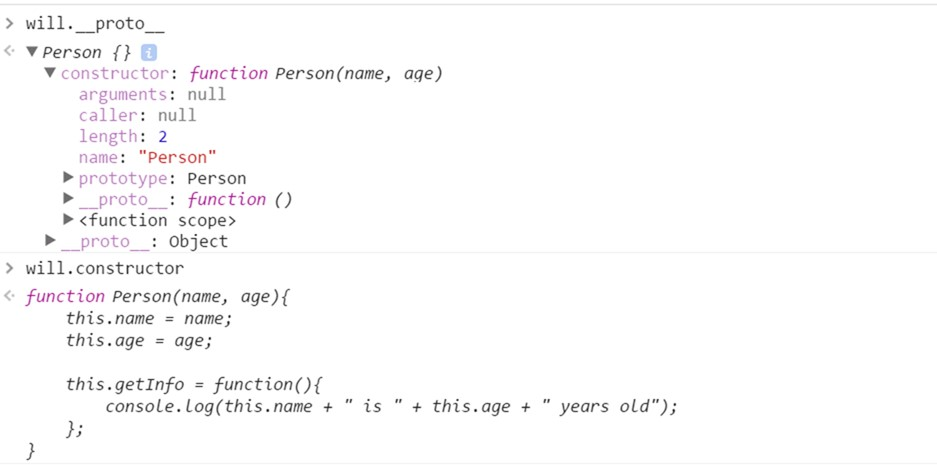 > will.__proto__
<· ▼ Person {} i
▼ constructor: function Person(name, age)
arguments: null
caller: null
length: 2
name: "Person"
▶ prototype: Person
▶ __proto__: function ()
▶ <function scope>
▶ __proto__: Object
> will.constructor
<· function Person(name, age){
this.name = name;
this.age = age;
this.getInfo = function(){
console.log(this.name + " is " + this.age + " years old");
};
}